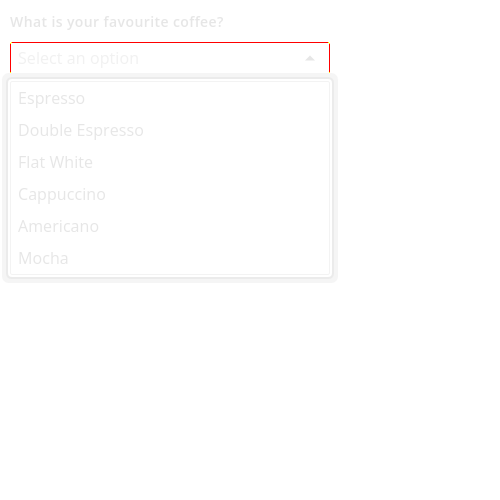 What is your favourite coffee?
Select an option
Espresso
Double Espresso
Flat White
Cappuccino
Americano
Mocha